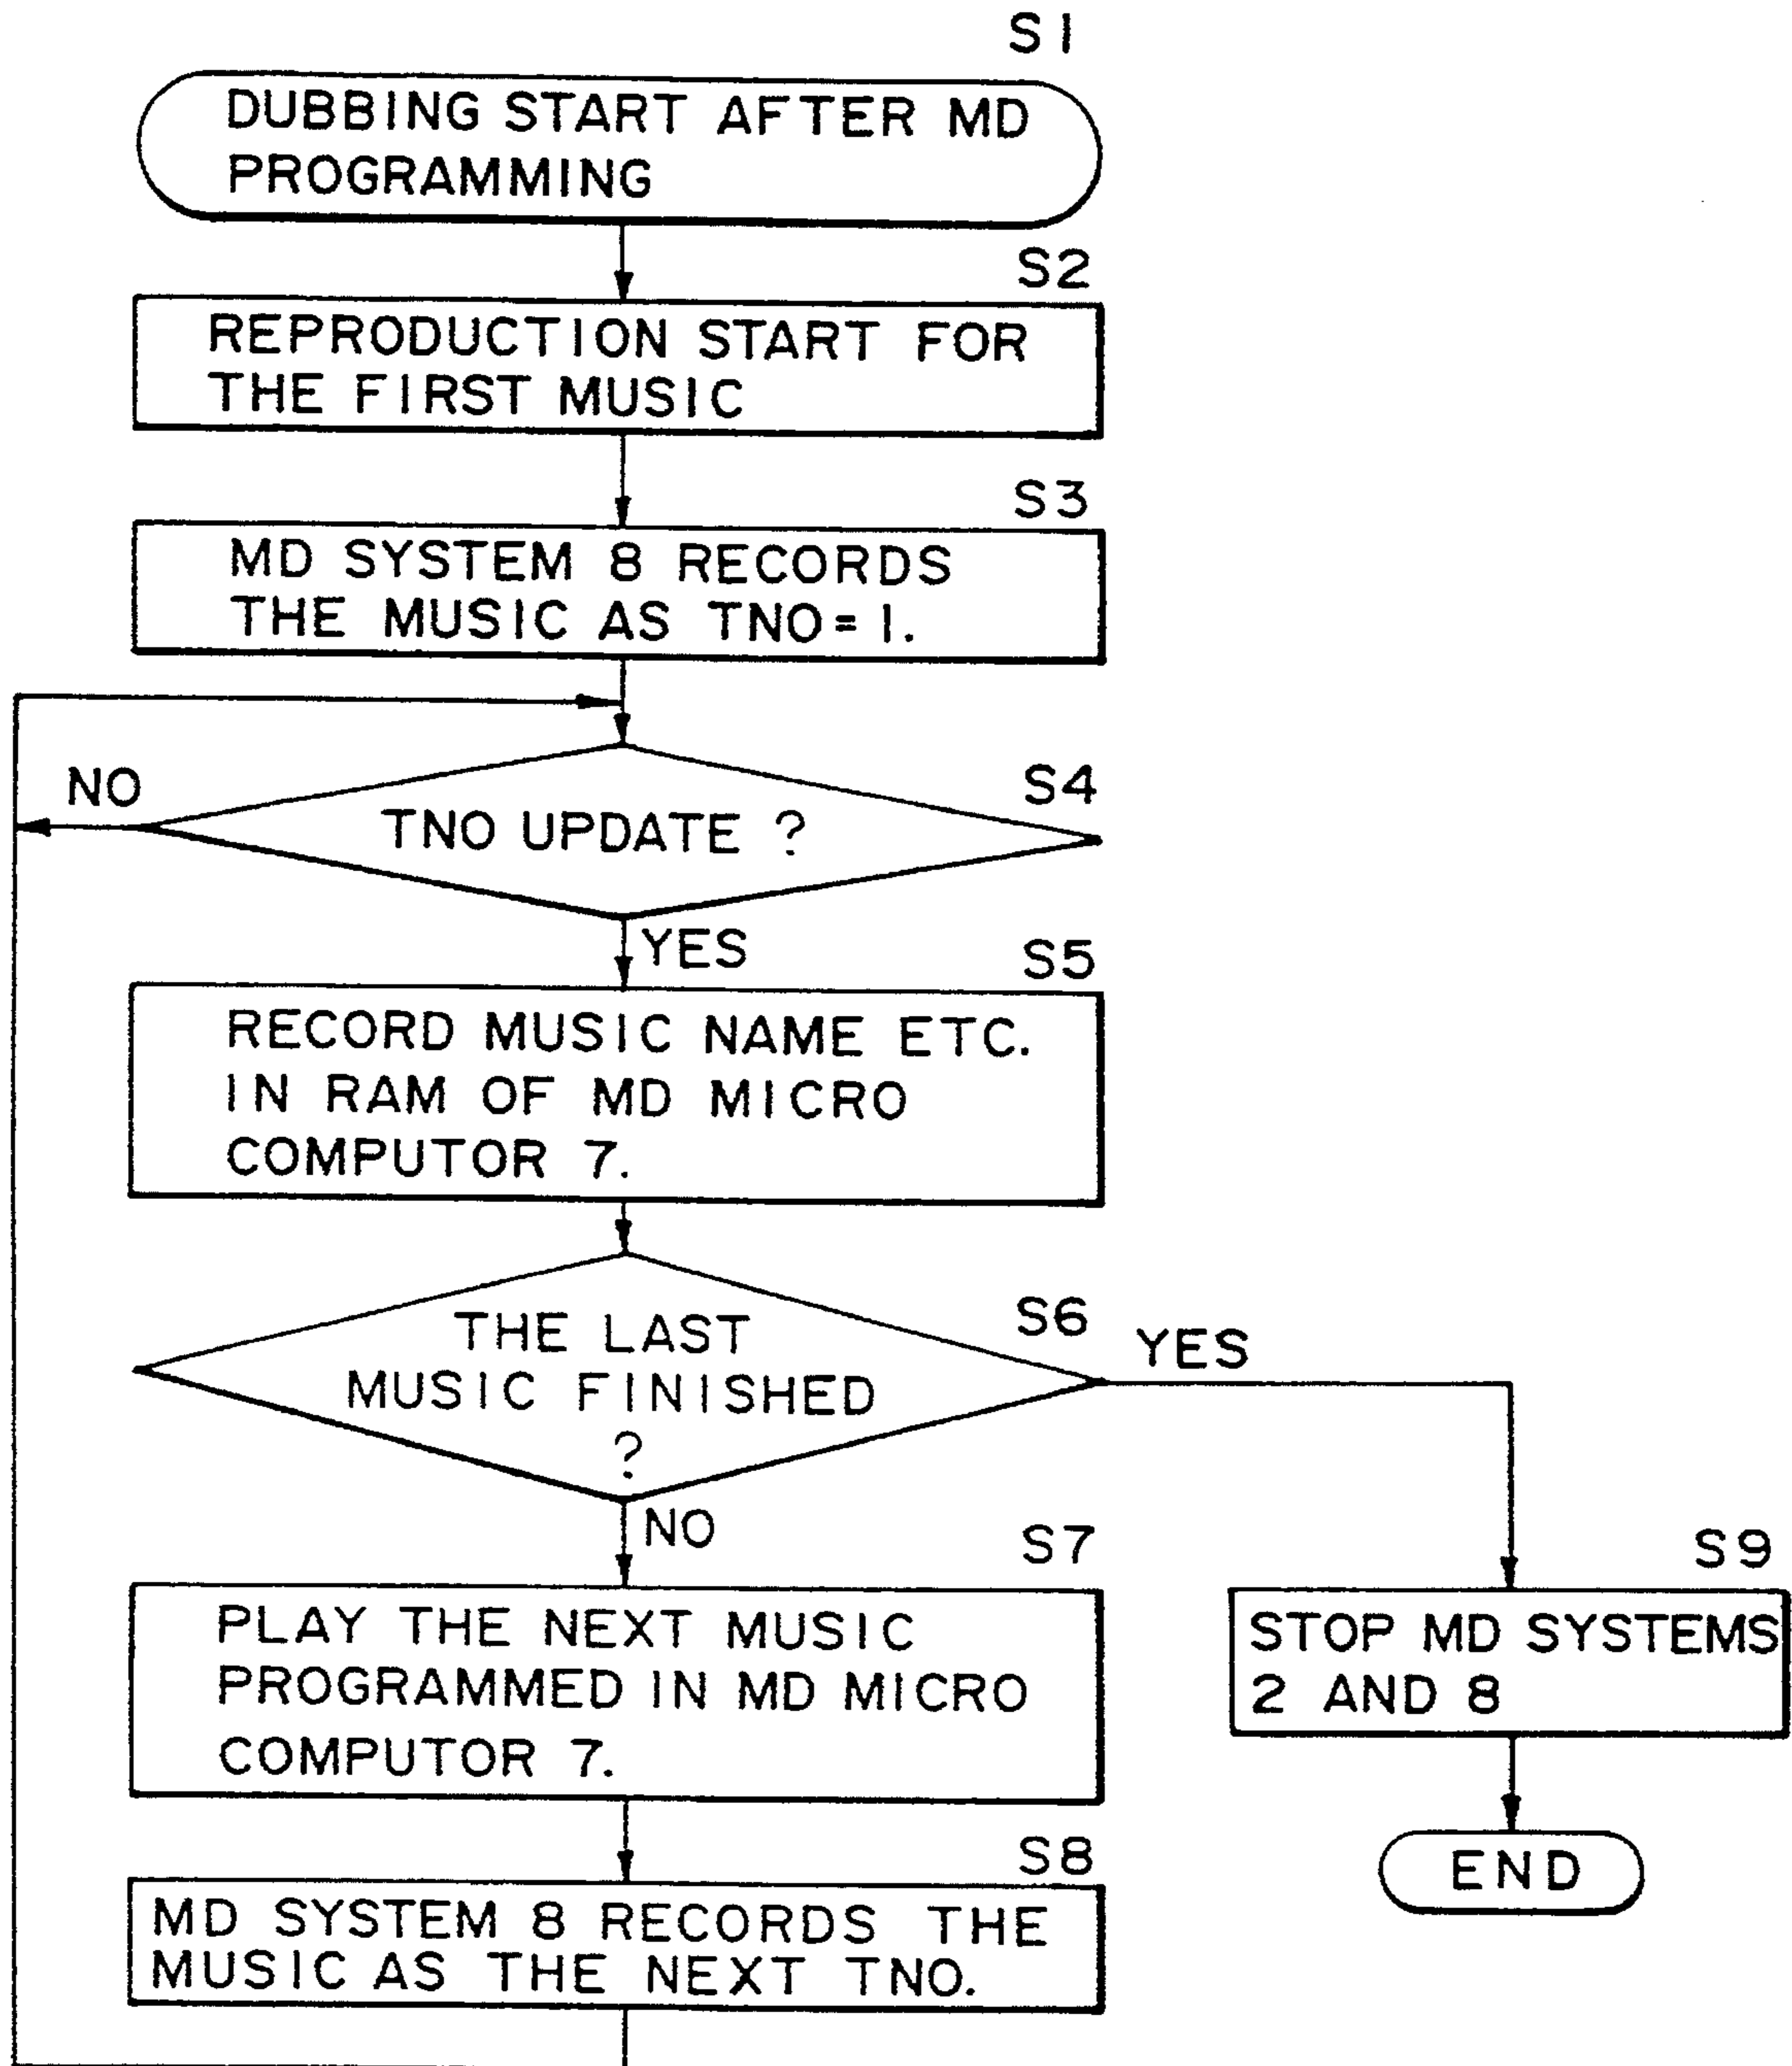 S1
DUBBING START AFTER MD
PROGRAMMING
S2
REPRODUCTION START FOR
THE FIRST MUSIC
S3
MD SYSTEM 8 RECORDS
THE MUSIC AS TNO=1.
NO
S4
TNO UPDATE ?
YES
S5
RECORD MUSIC NAME ETC.
IN RAM OF MD MICRO
COMPUTOR 7.
S6
THE LAST
MUSIC FINISHED
?
YES
NO
S7
PLAY THE NEXT MUSIC
PROGRAMMED IN MD MICRO
COMPUTOR 7.
S9
STOP MD SYSTEMS
2 AND 8
S8
MD SYSTEM 8 RECORDS THE
MUSIC AS THE NEXT TNO.
END